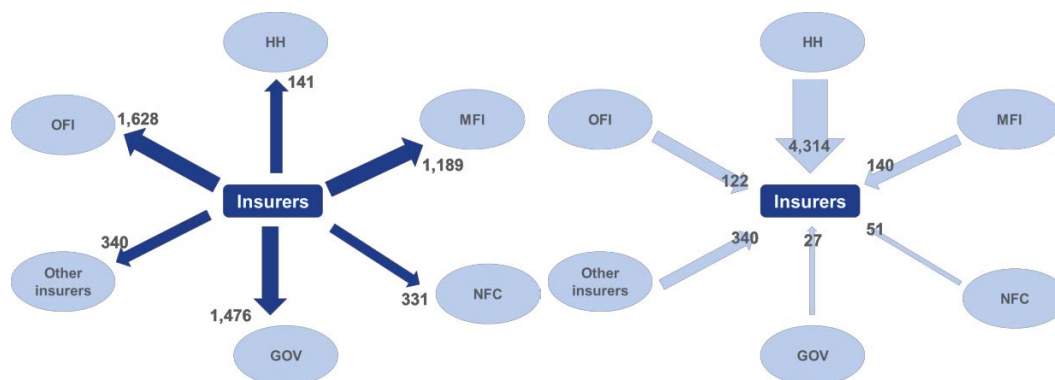 HH
141
OFI
1,628
MFI
1,189
Insurers
340
Other
insurers
331
NFC
1,476
GOV
HH
4,314
OFI
122
MFI
140
Insurers
340
27
51
Other
insurers
NFC
GOV